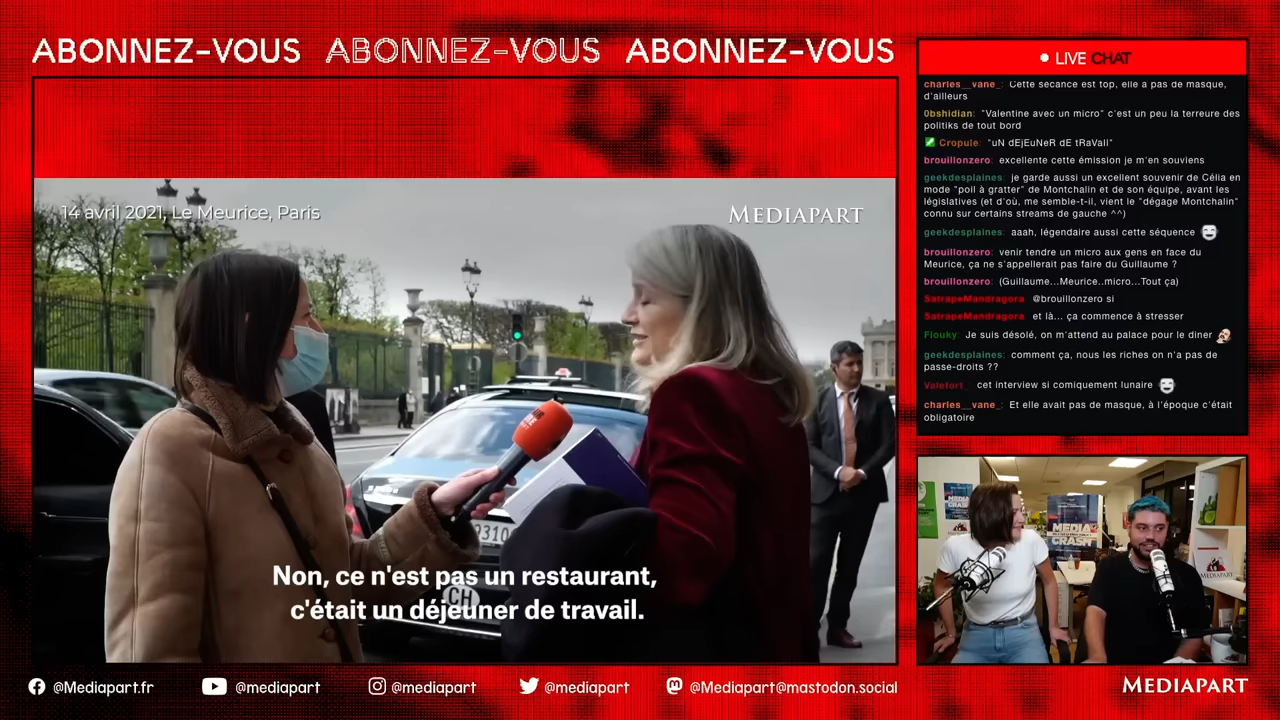 ABONNEZ-VOUS ABONNEZ-VOUS ABONNEZ-VOUS
14 avril 2021, Le Meurice, Paris
MEDIAPART
Non, ce n'est pas un restaurant,
c'était un déjeuner de travail.
CH
LIVE CHAT
charles__vane_: Cette sécance est top, elle a pas de masque,
d'ailleurs
0bshidian: "Valentine avec un micro" c'est un peu la terreure des
politiks de tout bord
Cropule: "uN dEjEuNeR dE tRaVaIl"
brouillonzero: excellente cette émission je m'en souviens
geekdesplaines: je garde aussi un excellent souvenir de Célia en
mode "poil à gratter" de Montchalin et de son équipe, avant les
législatives (et d'où, me semble-t-il, vient le "dégage Montchalin"
connu sur certains streams de gauche ^^)
geekdesplaines: aaah, légendaire aussi cette séquence
brouillonzero: venir tendre un micro aux gens en face du
Meurice, ça ne s'appellerait pas faire du Guillaume ?
brouillonzero: (Guillaume...Meurice..micro...Tout ça)
SatrapeMandragora @brouillonzero si
SatrapeMandragora et là... ça commence à stresser
Flouky: Je suis désolé, on m'attend au palace pour le diner
geekdesplaines: comment ça, nous les riches on n'a pas de
passe-droits ??
Valefort_ cet interview si comiquement lunaire
charles__vane_: Et elle avait pas de masque, à l'époque c'était
obligatoire
MEDIA
CRASH
MEDIAPART
@Mediapart.fr @mediapart @mediapart @mediapart @Mediapart@mastodon.social
MEDIAPART